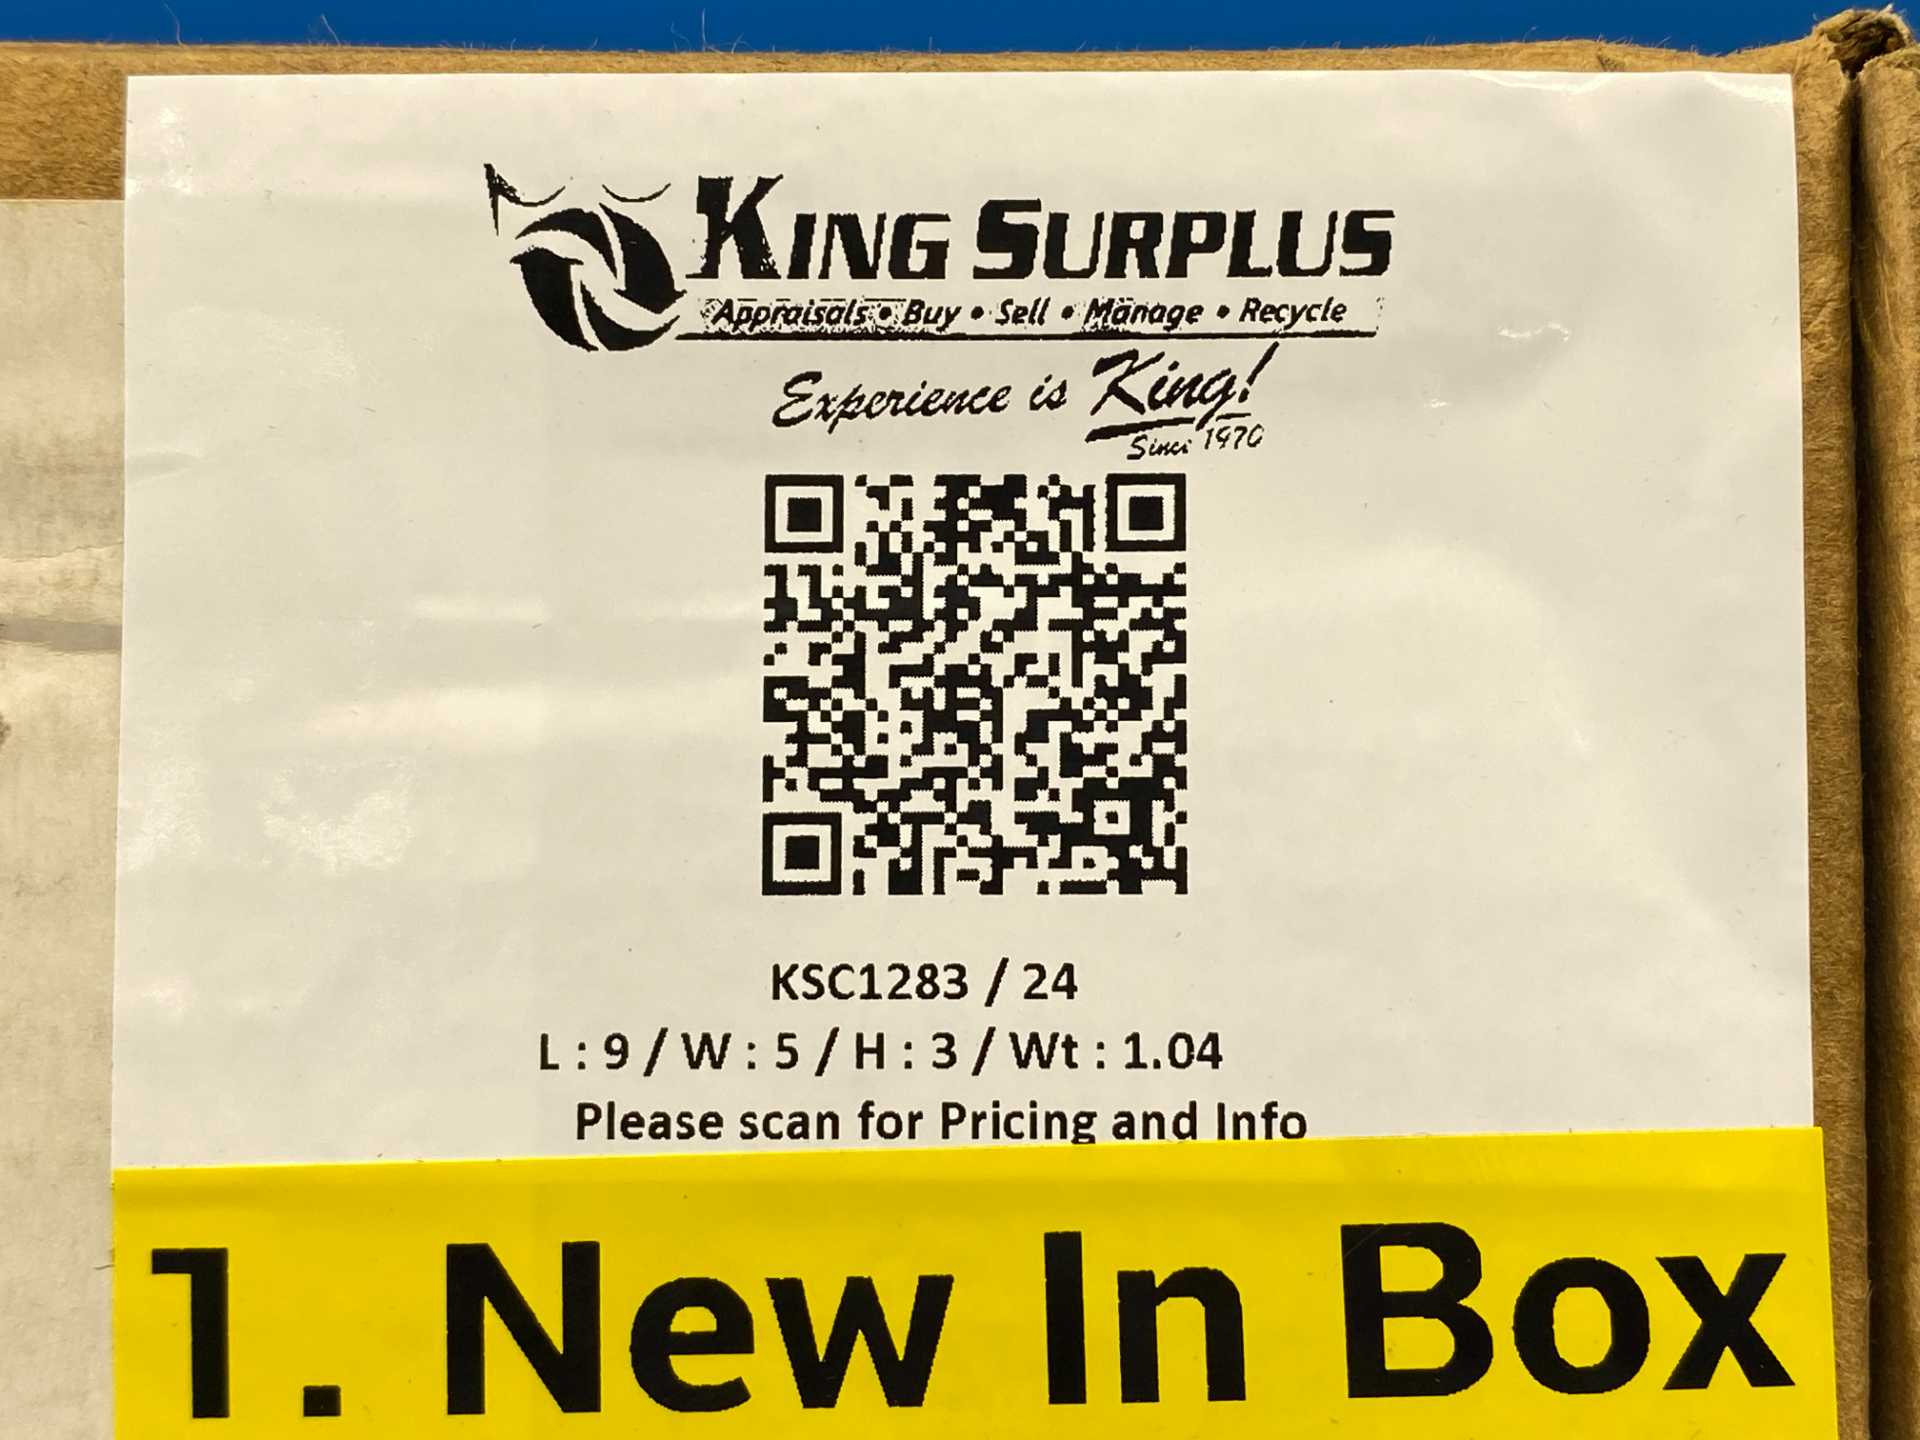 KING SURPLUS
Appraisals • Buy • Sell • Manage • Recycle
Experience is King!
Since 1970
KSC1283 / 24
L : 9 / W : 5 / H : 3 / Wt : 1.04
Please scan for Pricing and Info
1. New In Box